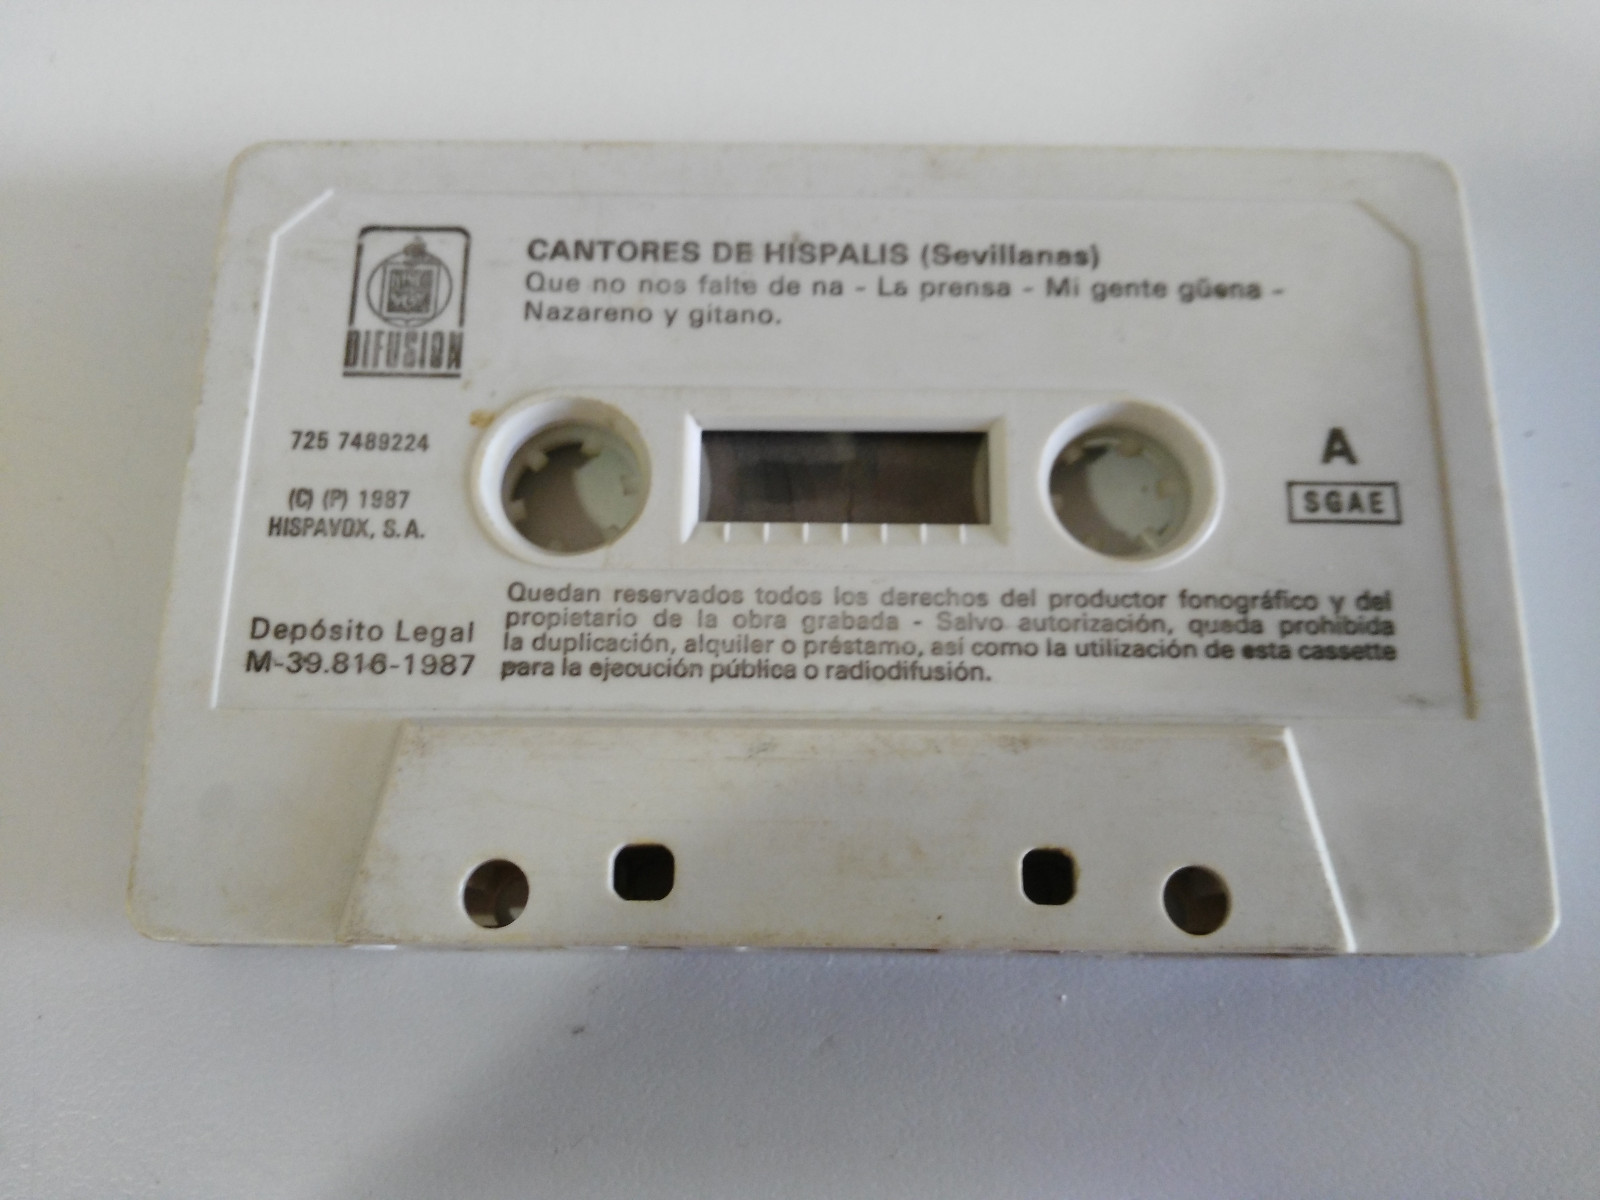 CANTORES DE HISPALIS (Sevillanas)
Que no nos falte de na - La prensa - Mi gente güena -
Nazareno y gitano.
DIFUSION
725 7489224
(C) (P) 1987
HISPAVOX, S.A.
A
SGAE
Depósito Legal
M-39.816-1987
Quedan reservados todos los derechos del productor fonográfico y del
propietario de la obra grabada - Salvo autorización, queda prohibida
la duplicación, alquiler o préstamo, asi como la utilización de esta cassette
para la ejecución pública o radiodifusión.